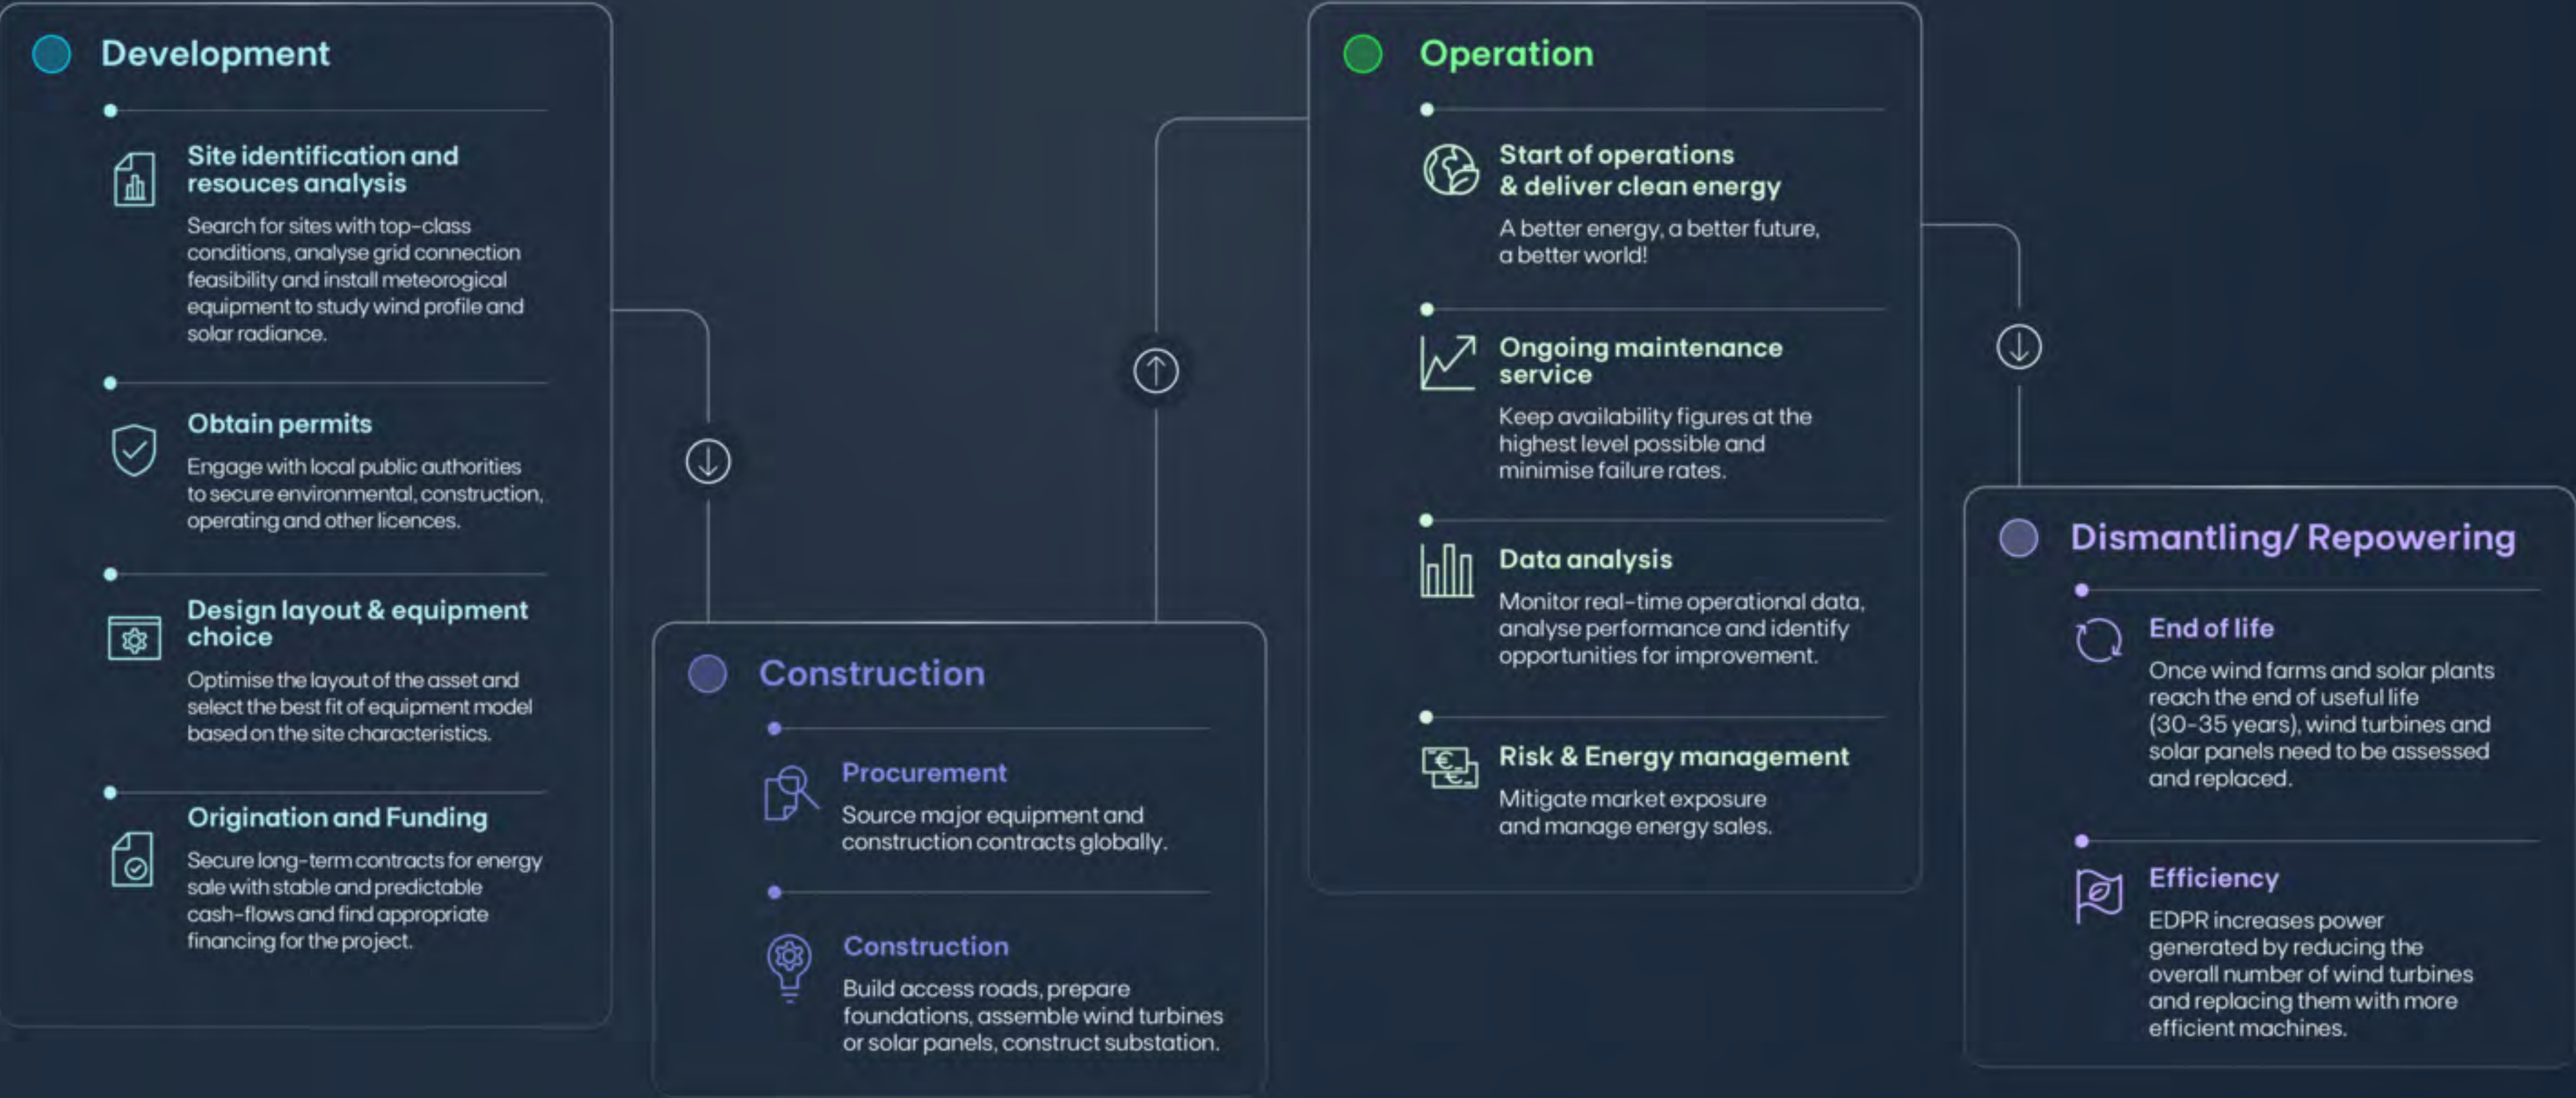 Development
Site identification and
resouces analysis
Search for sites with top-class
conditions, analyse grid connection
feasibility and install meteorogical
equipment to study wind profile and
solar radiance.
Obtain permits
Engage with local public authorities
to secure environmental, construction,
operating and other licences.
Design layout & equipment
choice
Optimise the layout of the asset and
select the best fit of equipment model
based on the site characteristics.
Origination and Funding
Secure long-term contracts for energy
sale with stable and predictable
cash-flows and find appropriate
financing for the project.
Construction
Procurement
Source major equipment and
construction contracts globally.
Construction
Build access roads, prepare
foundations, assemble wind turbines
or solar panels, construct substation.
Operation
Start of operations
& deliver clean energy
A better energy, a better future,
a better world!
Ongoing maintenance
service
Keep availability figures at the
highest level possible and
minimise failure rates.
Data analysis
Monitor real-time operational data,
analyse performance and identify
opportunities for improvement.
Risk & Energy management
Mitigate market exposure
and manage energy sales.
Dismantling/ Repowering
End of life
Once wind farms and solar plants
reach the end of useful life
(30-35 years), wind turbines and
solar panels need to be assessed
and replaced.
Efficiency
EDPR increases power
generated by reducing the
overall number of wind turbines
and replacing them with more
efficient machines.